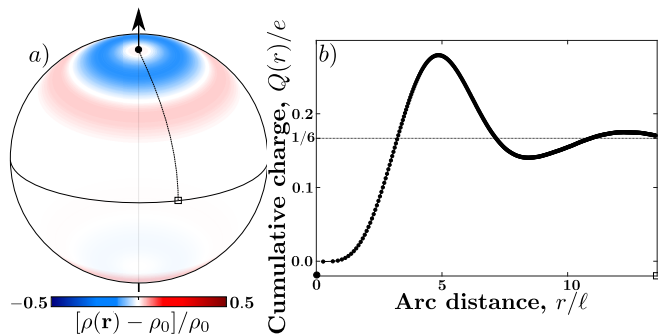 a)
−0.5 0.5
[ρ(r) − ρ₀]/ρ₀
b)
Cumulative charge, Q(r)/e
0.2
1/6
0.1
0.0
0 5 10
Arc distance, r/ℓ